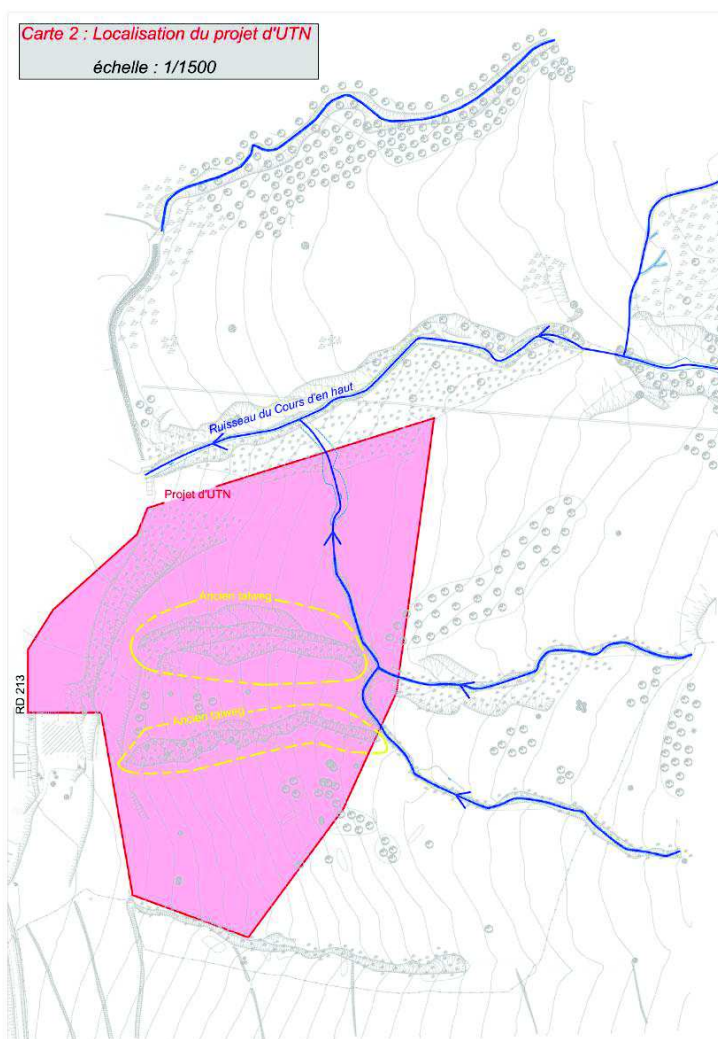 Carte 2 : Localisation du projet d'UTN
échelle : 1/1500
Ruisseau du Cours d'en haut
Projet d'UTN
Ancien talweg
RD 213
Ancien talweg